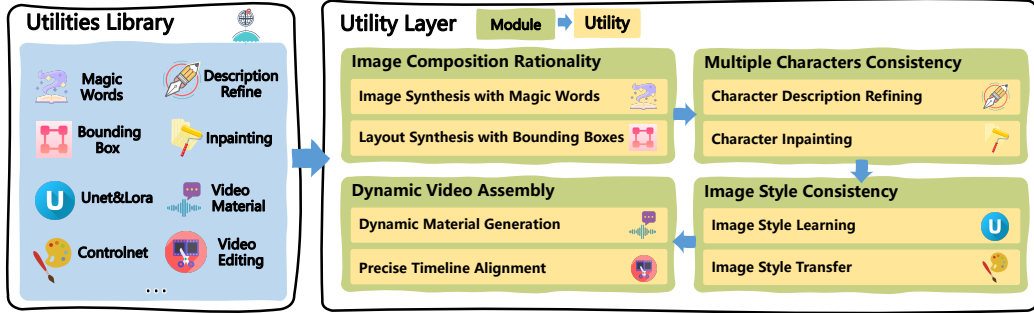 Utilities Library
Magic
Words
Description
Refine
Bounding
Box
Inpainting
U
Unet&Lora
Video
Material
Controlnet
Video
Editing
...
Utility Layer
Module
Utility
Image Composition Rationality
Image Synthesis with Magic Words
Layout Synthesis with Bounding Boxes
Multiple Characters Consistency
Character Description Refining
Character Inpainting
Dynamic Video Assembly
Dynamic Material Generation
Precise Timeline Alignment
Image Style Consistency
Image Style Learning
U
Image Style Transfer